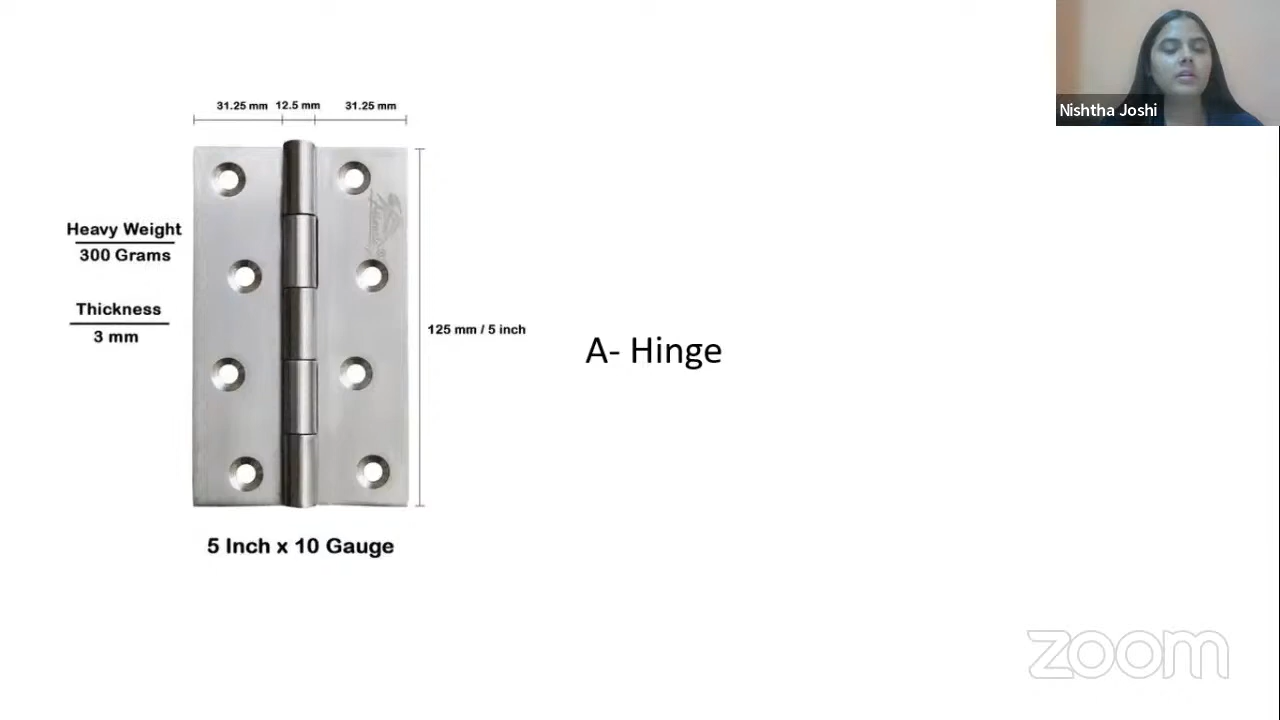 Nishtha Joshi
31.25 mm 12.5 mm 31.25 mm
Heavy Weight
300 Grams
Thickness
3 mm
125 mm / 5 inch
A- Hinge
5 Inch x 10 Gauge
zoom